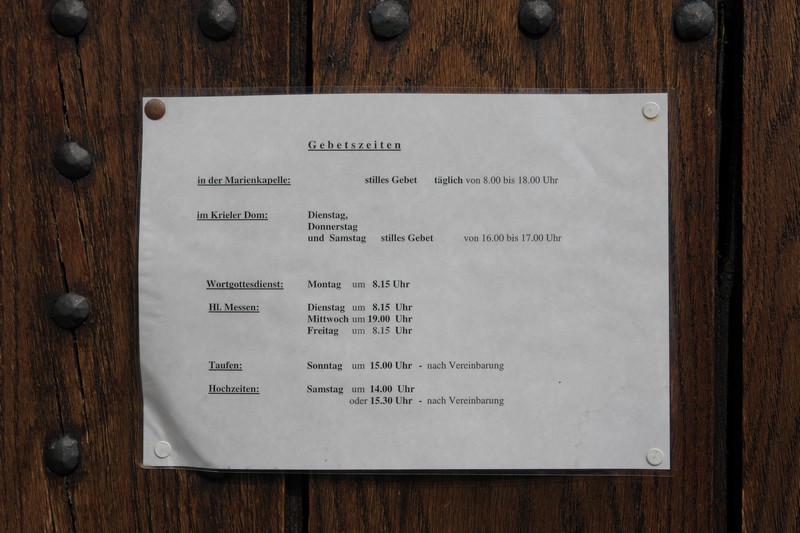 Gebetszeiten
in der Marienkapelle: stilles Gebet täglich von 8.00 bis 18.00 Uhr
im Krieler Dom: Dienstag,
Donnerstag
und Samstag stilles Gebet von 16.00 bis 17.00 Uhr
Wortgottesdienst: Montag um 8.15 Uhr
Hl. Messen: Dienstag um 8.15 Uhr
Mittwoch um 19.00 Uhr
Freitag um 8.15 Uhr
Taufen: Sonntag um 15.00 Uhr - nach Vereinbarung
Hochzeiten: Samstag um 14.00 Uhr
oder 15.30 Uhr - nach Vereinbarung